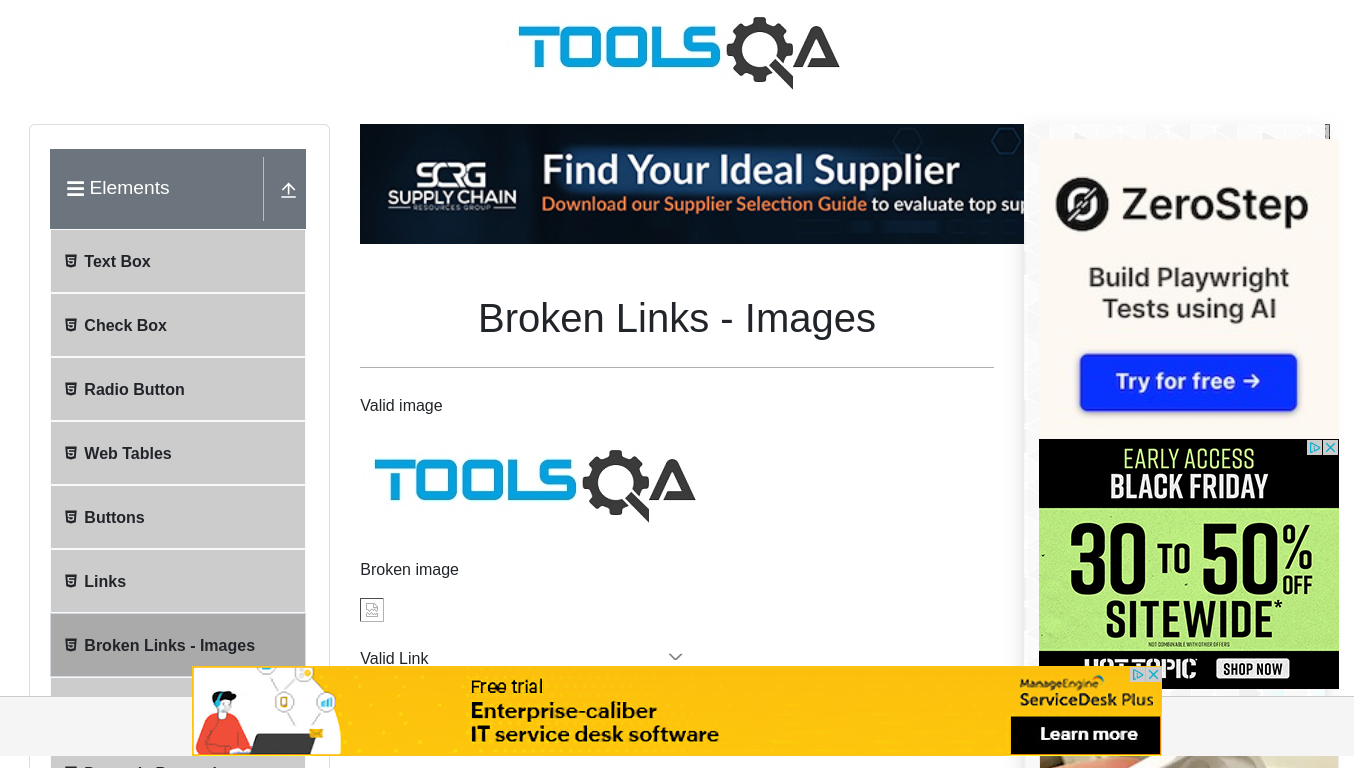 TOOLSQA
Elements
Text Box
Check Box
Radio Button
Web Tables
Buttons
Links
Broken Links - Images
SCRG
SUPPLY CHAIN
RESOURCES GROUP
Find Your Ideal Supplier
Download our Supplier Selection Guide to evaluate top sup
Broken Links - Images
Valid image
TOOLSQA
Broken image
Valid Link
ZeroStep
Build Playwright
Tests using AI
Try for free →
EARLY ACCESS
BLACK FRIDAY
30 TO 50% OFF
SITEWIDE*
NOT COMBINABLE WITH OTHER OFFERS
HOT TOPIC
SHOP NOW
Free trial
Enterprise-caliber
IT service desk software
ManageEngine
ServiceDesk Plus
Learn more